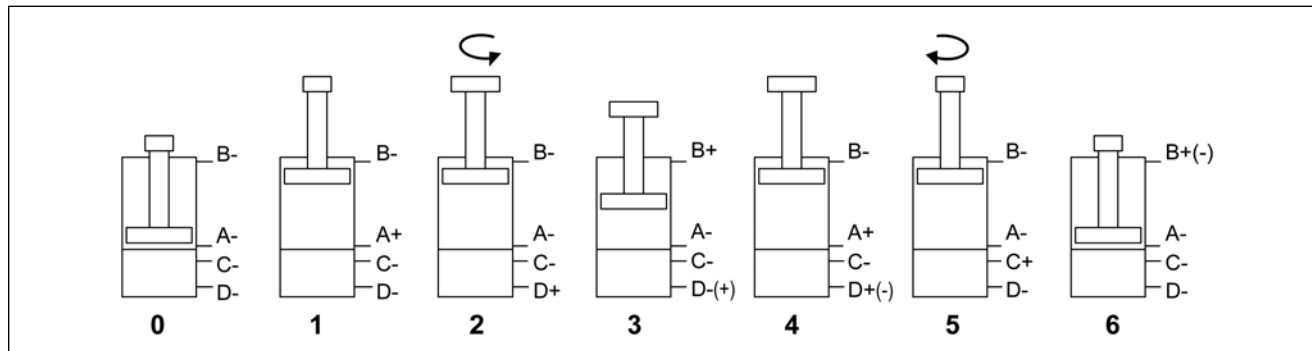 B- B- B- B+ B- B- B+(-)
A- A+ A- A- A+ A- A-
C- C- C- C- C- C+ C-
D- D- D+ D-(+) D+(-) D- D-
0 1 2 3 4 5 6